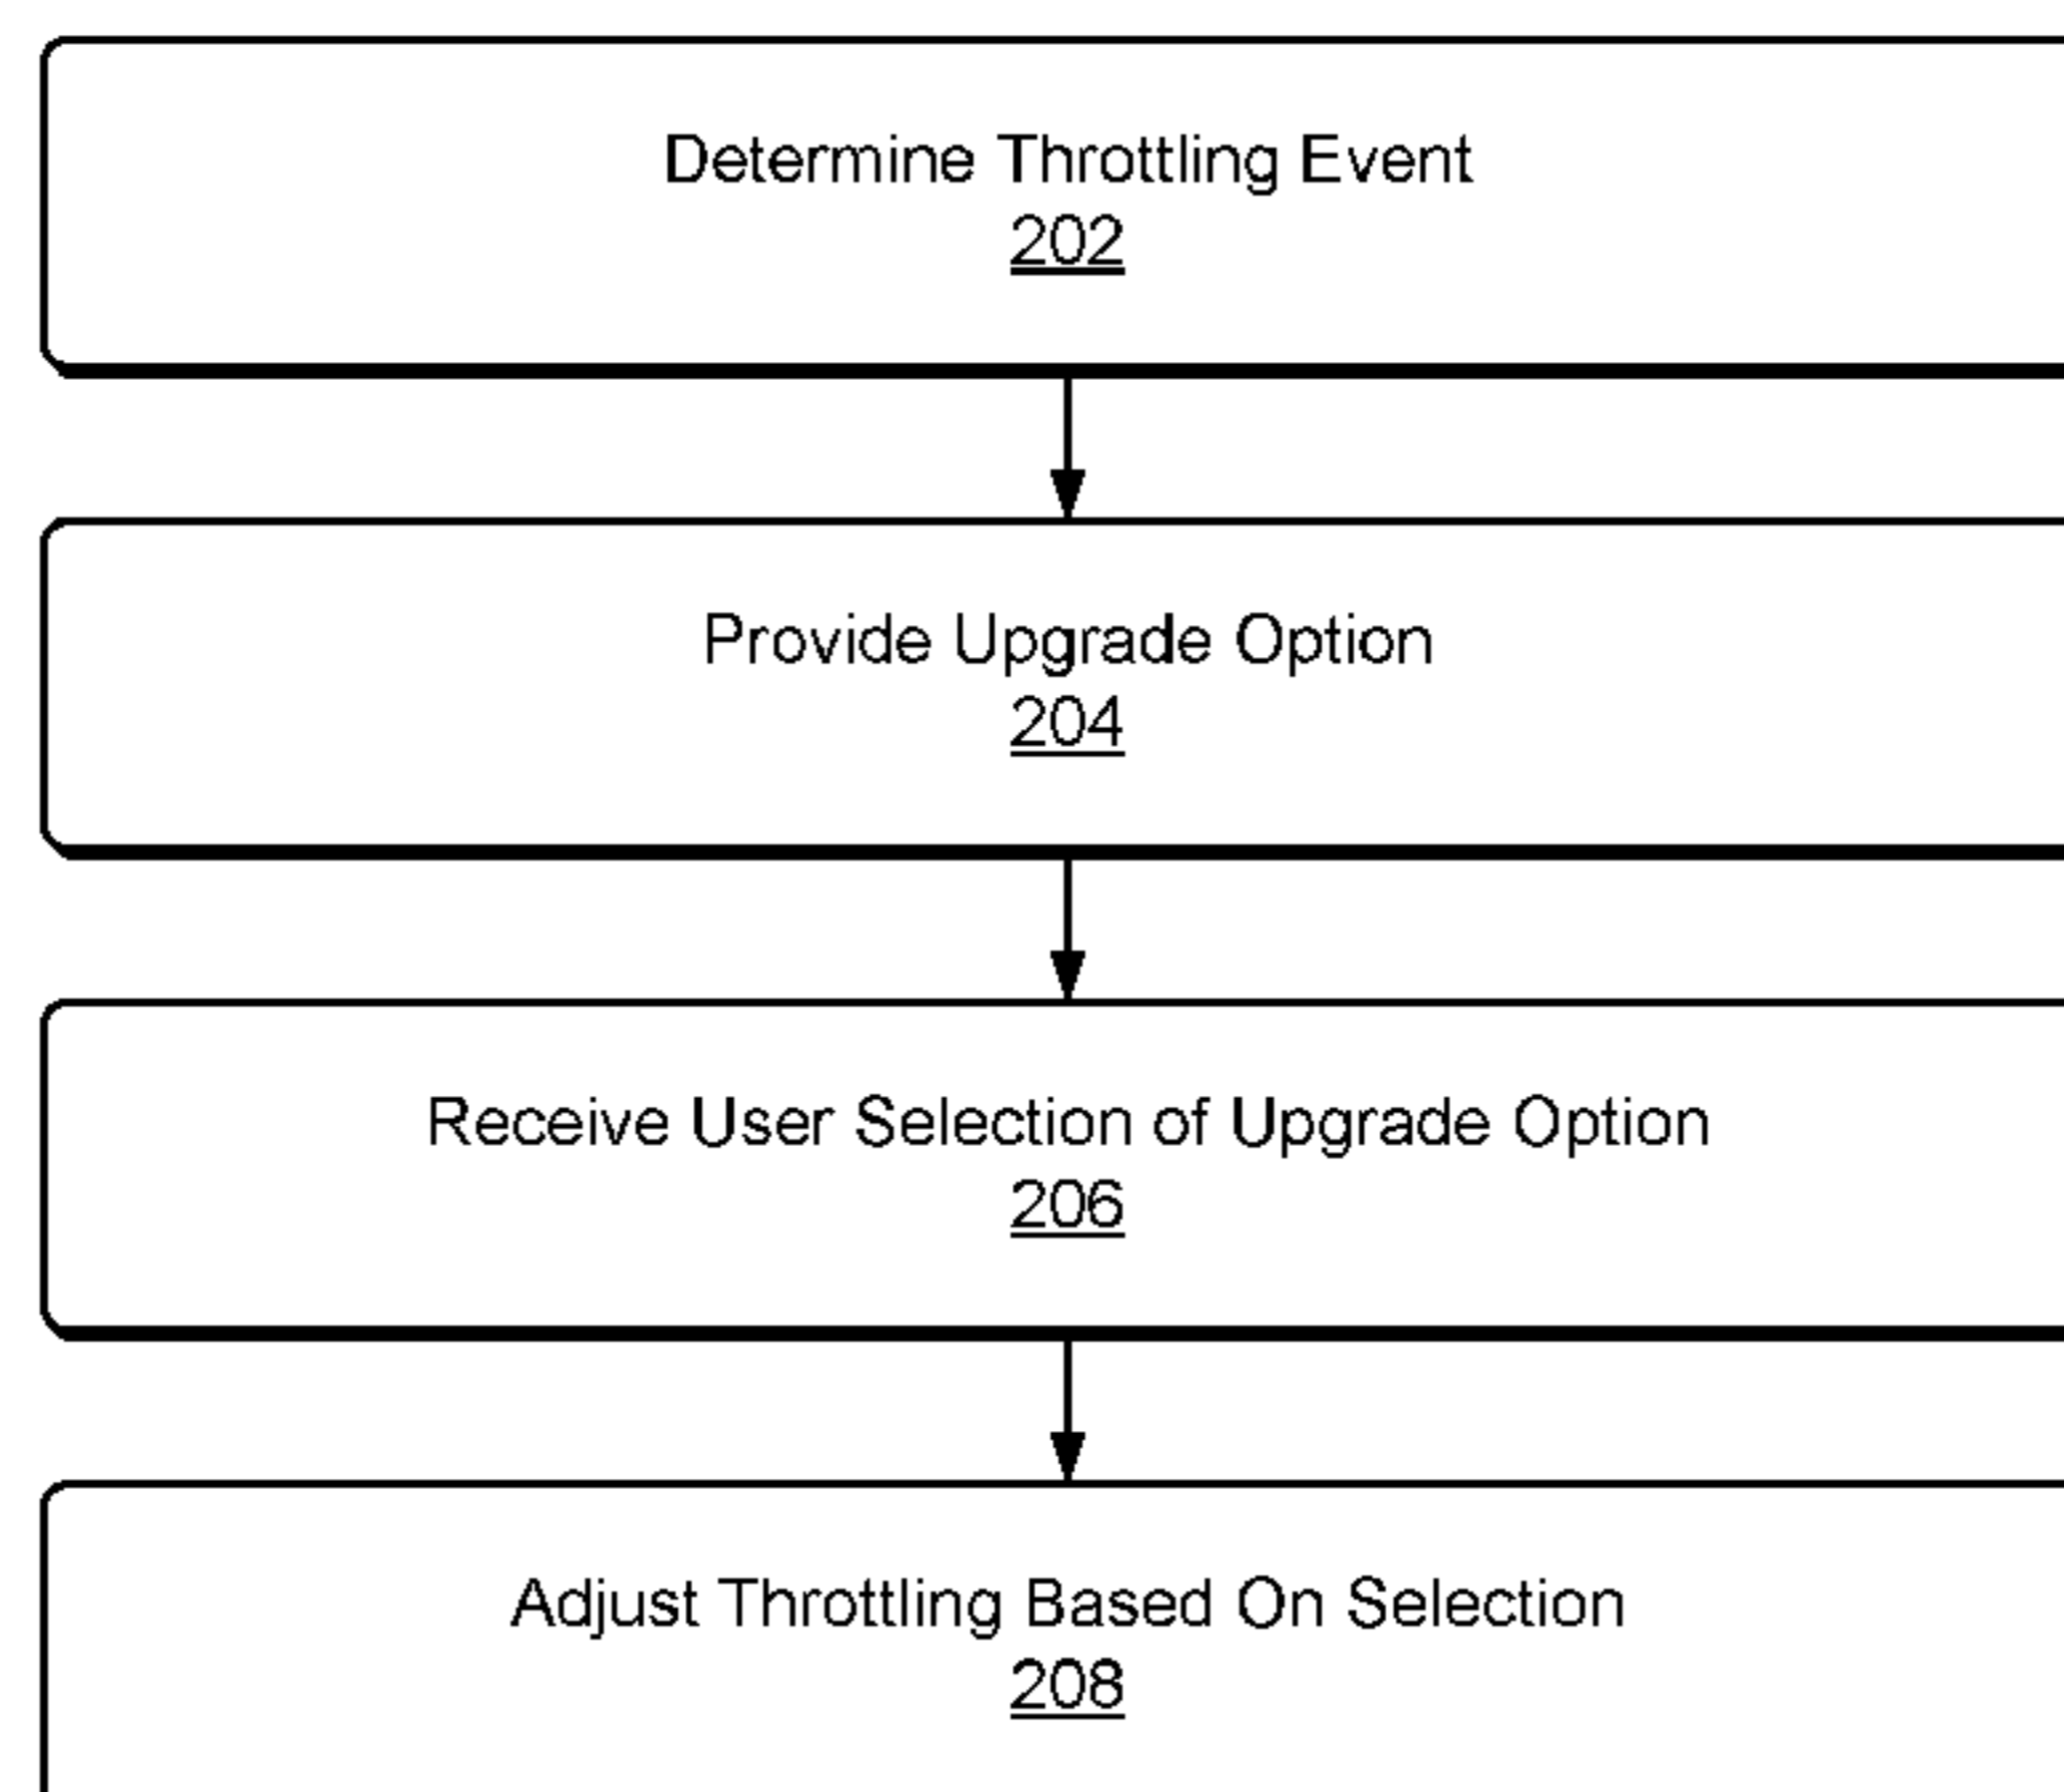 Determine Throttling Event
202
Provide Upgrade Option
204
Receive User Selection of Upgrade Option
206
Adjust Throttling Based On Selection
208